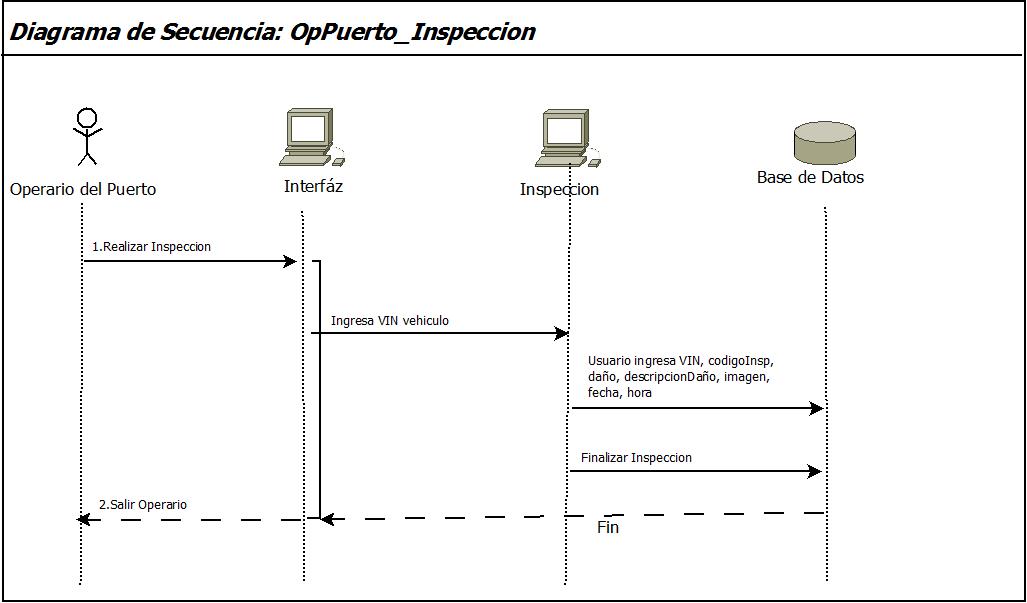 Diagrama de Secuencia: OpPuerto_Inspeccion
Operario del Puerto
Interfáz
Inspeccion
Base de Datos
1.Realizar Inspeccion
Ingresa VIN vehiculo
Usuario ingresa VIN, codigoInsp,
daño, descripcionDaño, imagen,
fecha, hora
Finalizar Inspeccion
2.Salir Operario
Fin